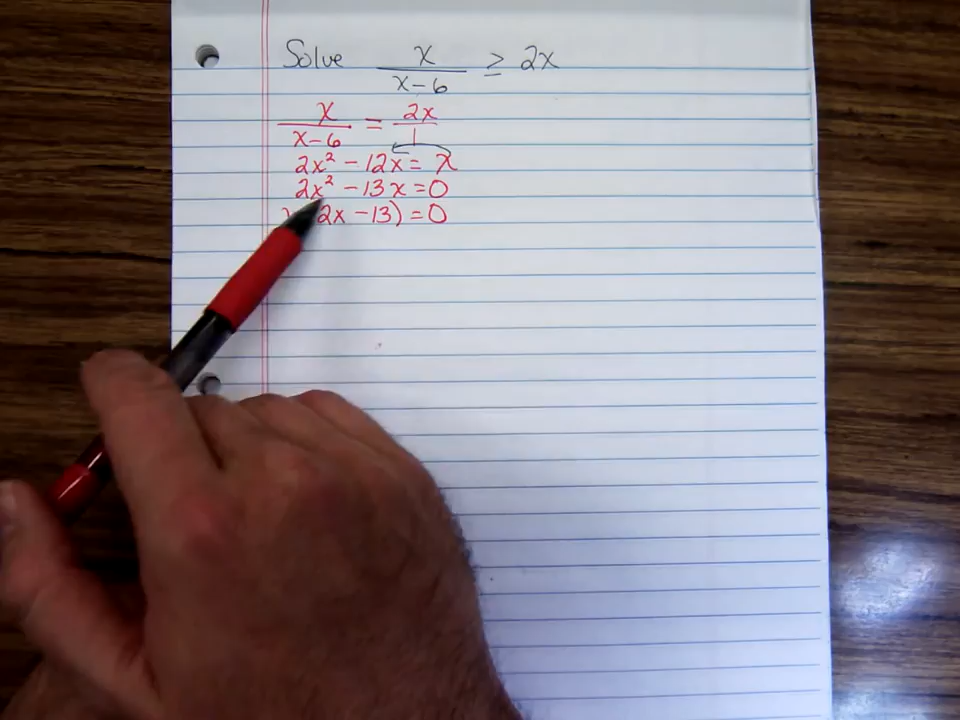 Solve x/(x-6) ≥ 2x
x/(x-6) = 2x/1
2x² - 12x = x
2x² - 13x = 0
2x - 13) = 0